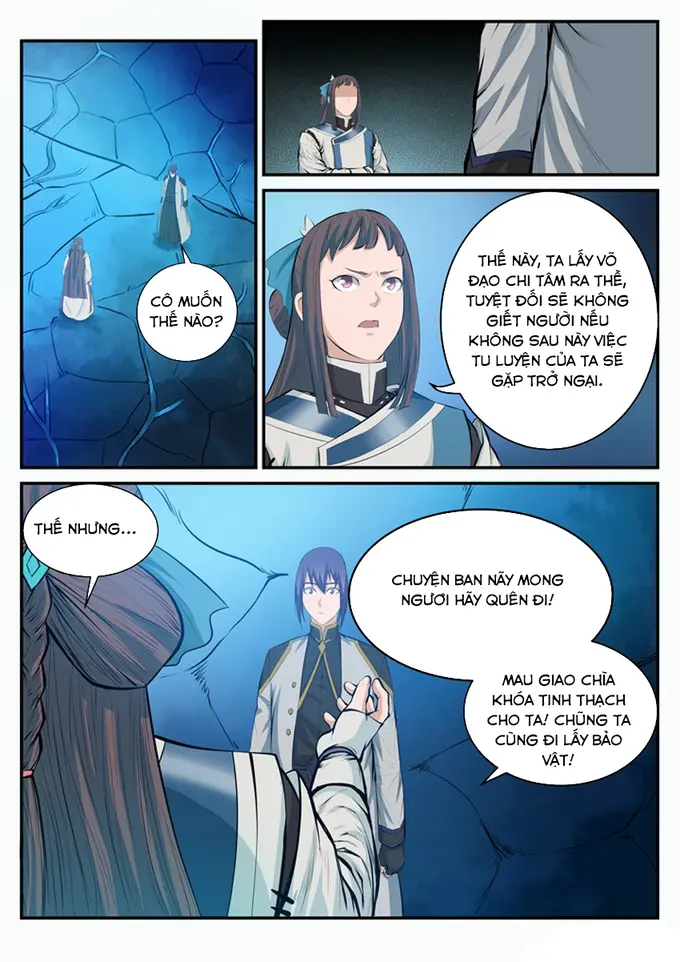 CÔ MUỐN
THẾ NÀO?
THẾ NÀY, TA LẤY VÕ
ĐẠO CHI TÂM RA THỀ,
TUYỆT ĐỐI SẼ KHÔNG
GIẾT NGƯỜI NẾU
KHÔNG SAU NÀY VIỆC
TU LUYỆN CỦA TA SẼ
GẶP TRỞ NGẠI.
THẾ NHƯNG...
CHUYỆN BAN NÃY MONG
NGƯƠI HÃY QUÊN ĐI!
MAU GIAO CHÌA
KHÓA TINH THẠCH
CHO TA! CHŨNG TA
CÙNG ĐI LẤY BẢO
VẬT!